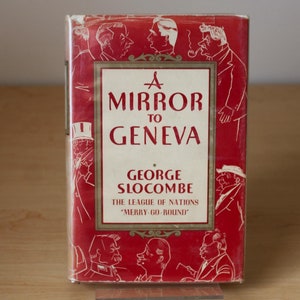 A
MIRROR
TO
GENEVA
GEORGE
SLOCOMBE
THE LEAGUE OF NATIONS
"MERRY-GO-ROUND"